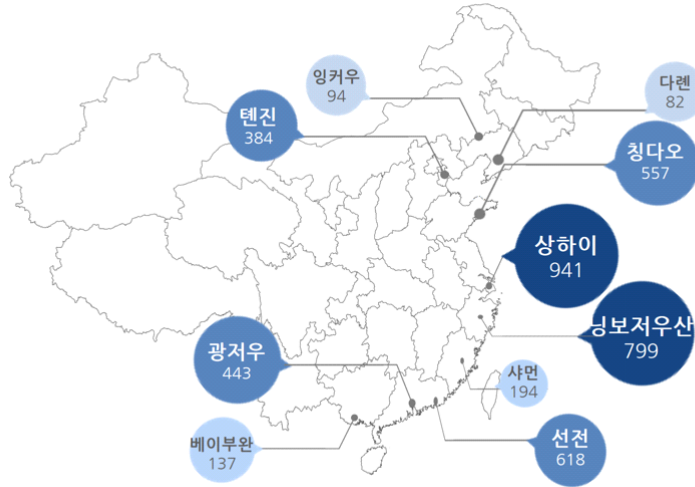 잉커우
94
다롄
82
톈진
384
칭다오
557
상하이
941
닝보저우산
799
광저우
443
샤먼
194
베이부완
137
선전
618